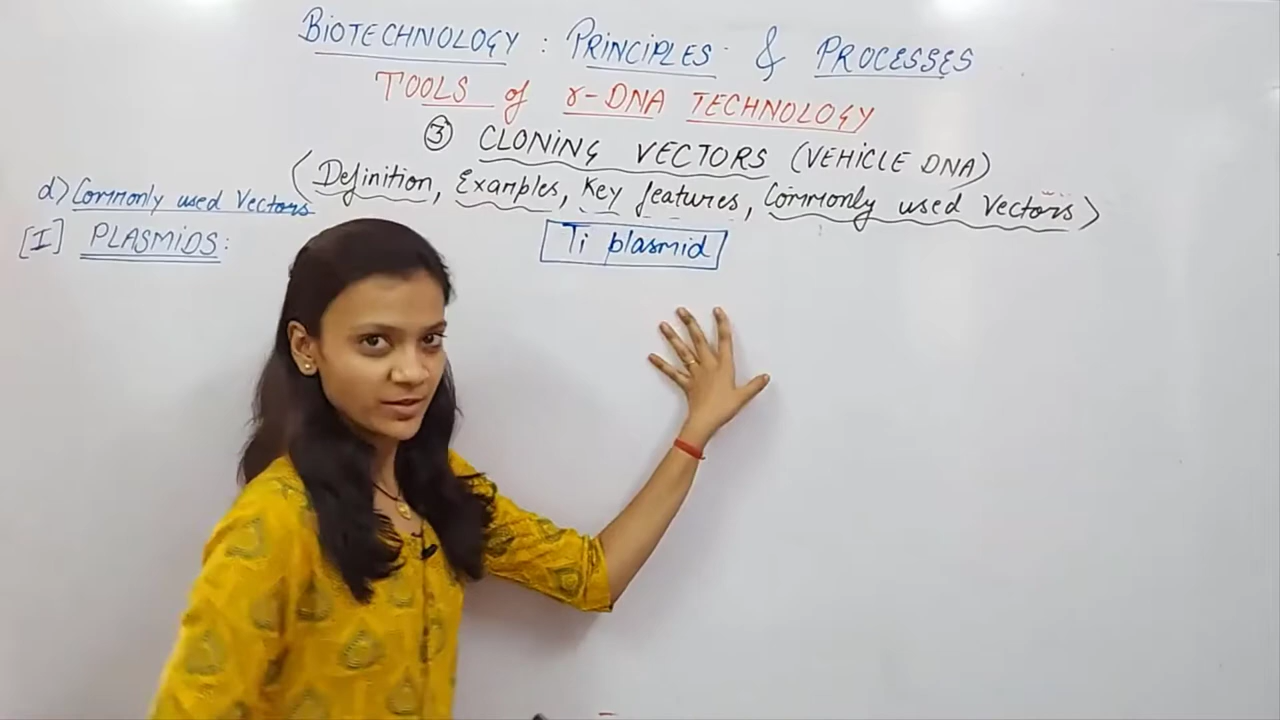 BIOTECHNOLOGY : PRINCIPLES & PROCESSES
TOOLS of r-DNA TECHNOLOGY
③ CLONING VECTORS (VEHICLE DNA)
(Definition, Examples, Key features, Commonly used Vectors)
d) Commonly used Vectors
[I] PLASMIDS:
Ti plasmid